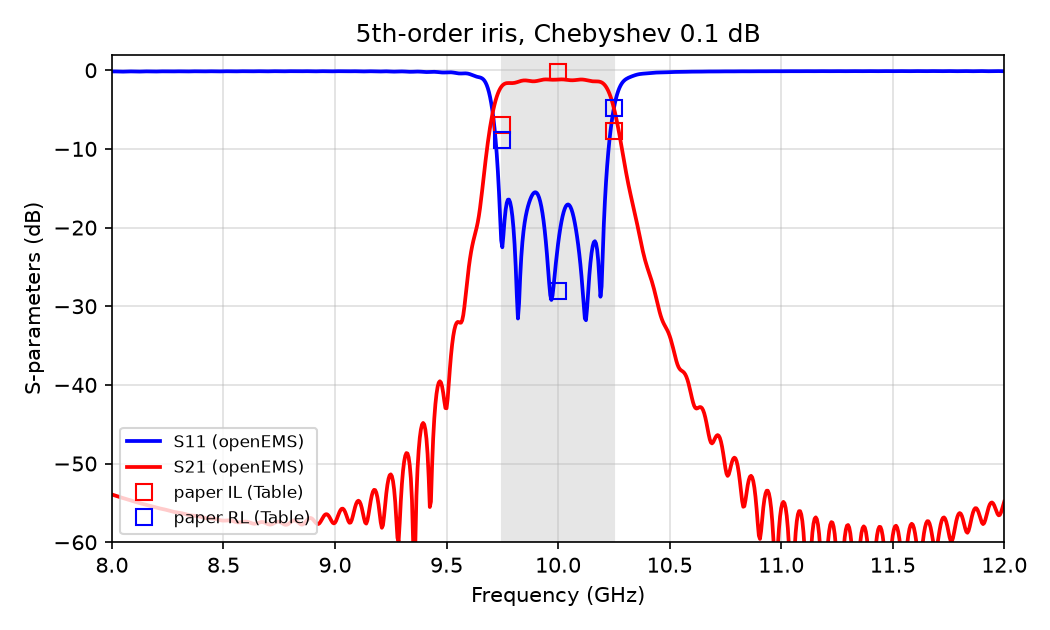 5th-order iris, Chebyshev 0.1 dB
S-parameters (dB)
0
−10
−20
−30
−40
−50
−60
S11 (openEMS)
S21 (openEMS)
paper IL (Table)
paper RL (Table)
8.0 8.5 9.0 9.5 10.0 10.5 11.0 11.5 12.0
Frequency (GHz)